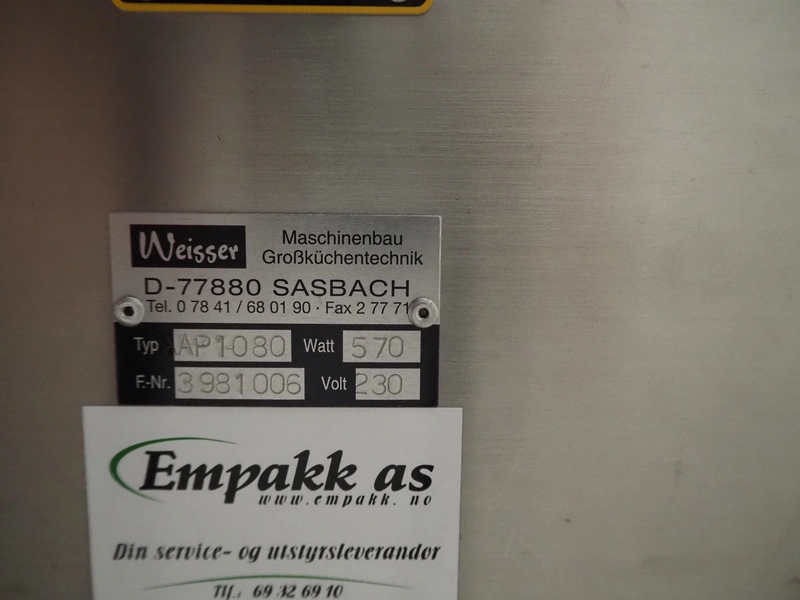 Weisser
Maschinenbau
Großküchentechnik
D-77880 SASBACH
Tel. 0 78 41 / 68 01 90 · Fax 2 77 71
Typ AP1080 Watt 570
F.-Nr. 3981006 Volt 230
Empakk as
www.empakk. no
Din service- og utstyrsleverandør
Tlf.. 69 32 69 10